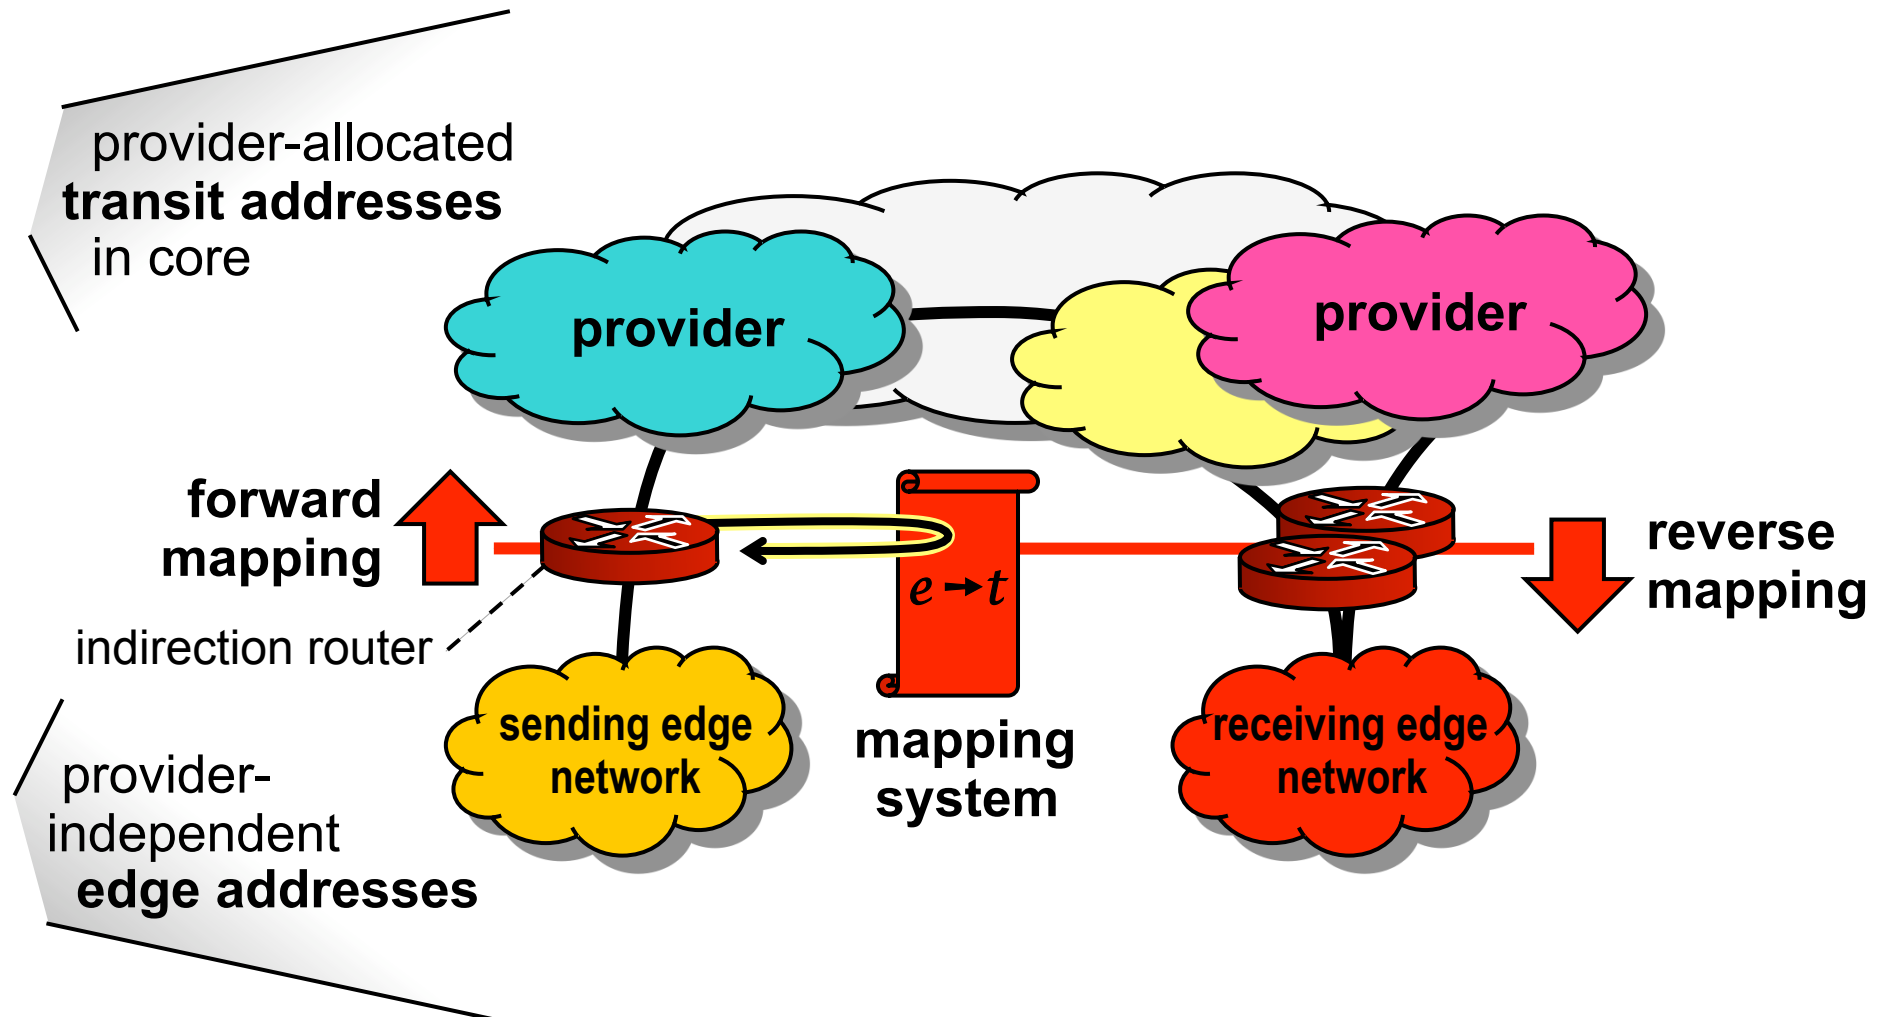 provider-allocated
transit addresses
in core
provider
provider
forward
mapping
e→t
reverse
mapping
indirection router
sending edge
network
mapping
system
receiving edge
network
provider-
independent
edge addresses